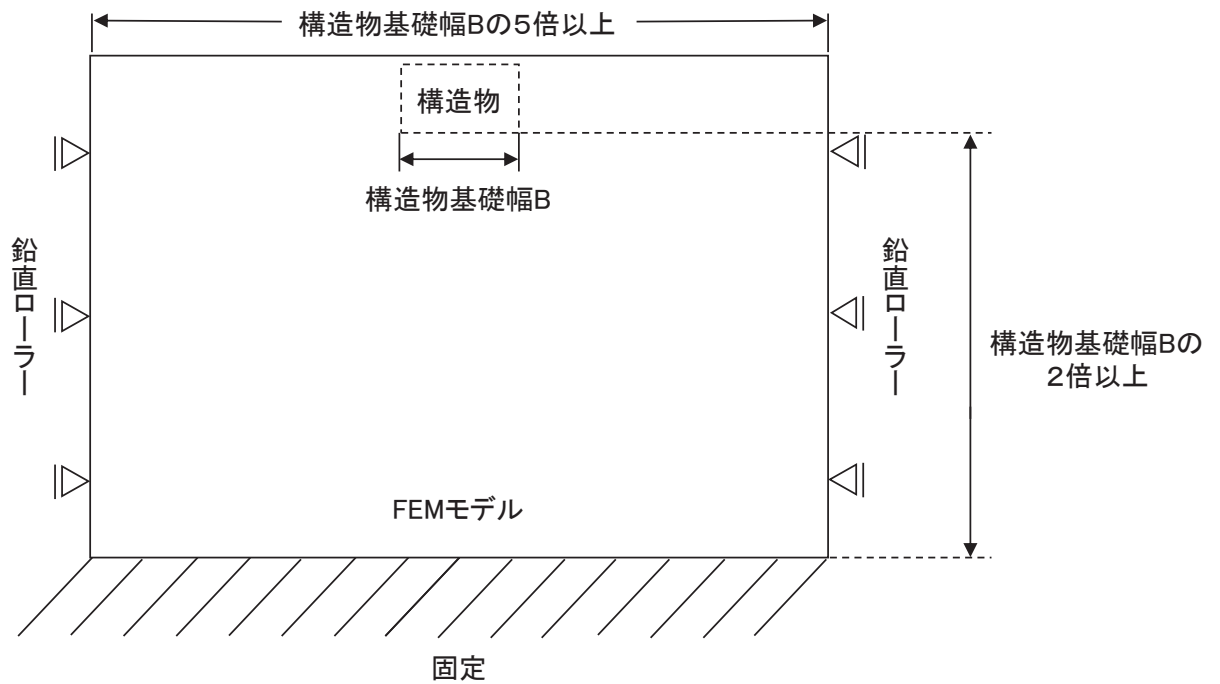 構造物基礎幅Bの5倍以上
構造物
構造物基礎幅B
鉛直ローラー
鉛直ローラー
構造物基礎幅Bの
2倍以上
FEMモデル
固定